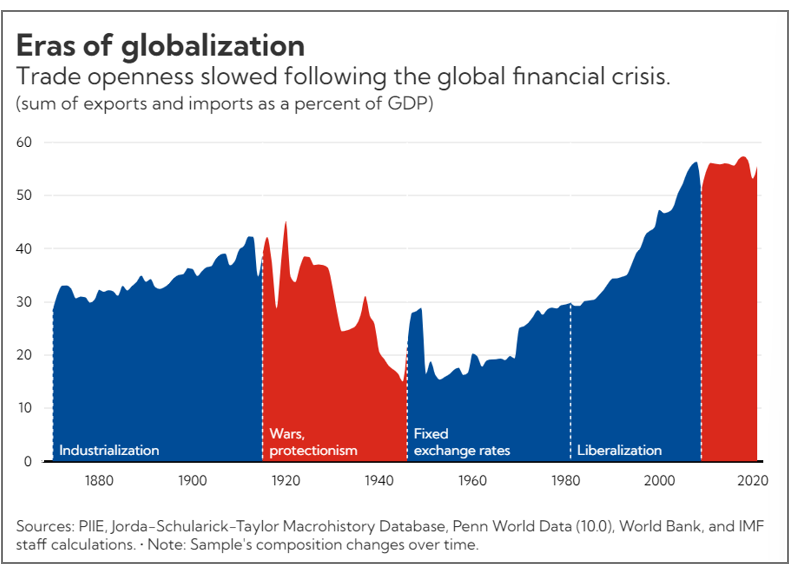 Eras of globalization
Trade openness slowed following the global financial crisis.
(sum of exports and imports as a percent of GDP)
60
50
40
30
20
10
0
Industrialization
Wars,
protectionism
Fixed
exchange rates
Liberalization
1880
1900
1920
1940
1960
1980
2000
2020
Sources: PIIE, Jorda-Schularick-Taylor Macrohistory Database, Penn World Data (10.0), World Bank, and IMF
staff calculations. · Note: Sample's composition changes over time.